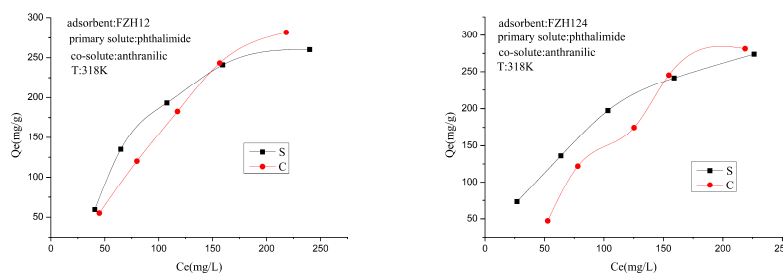 adsorbent:FZH12
primary solute:phthalimide
co-solute:anthranilic
T:318K
Qe(mg/g)
300
250
200
150
100
50
S
C
50
100
150
200
250
Ce(mg/L)
adsorbent:FZH124
primary solute:phthalimide
co-solute:anthranilic
T:318K
Qe(mg/g)
300
250
200
150
100
50
S
C
0
50
100
150
200
25
Ce(mg/L)